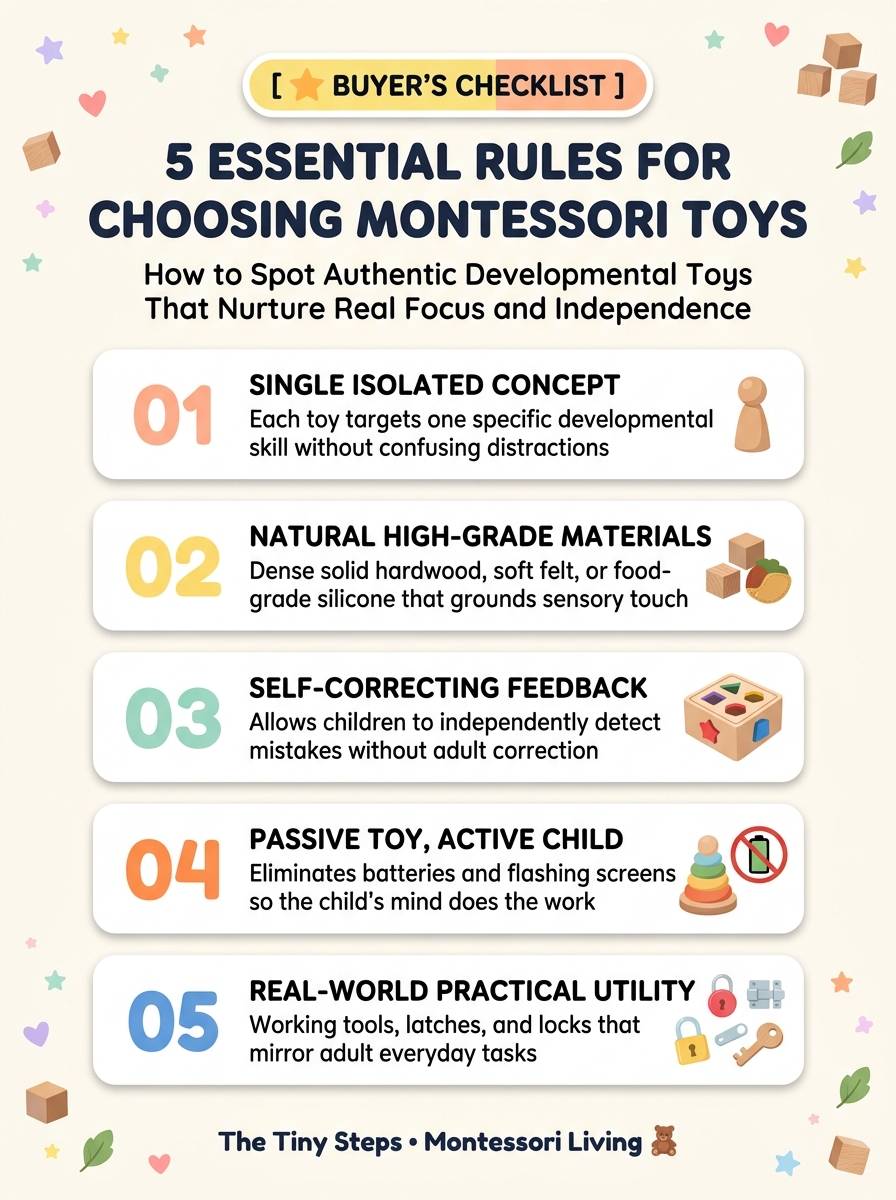 [ ⭐ BUYER’S CHECKLIST ]
5 ESSENTIAL RULES FOR
CHOOSING MONTESSORI TOYS
How to Spot Authentic Developmental Toys
That Nurture Real Focus and Independence
01
SINGLE ISOLATED CONCEPT
Each toy targets one specific developmental
skill without confusing distractions
02
NATURAL HIGH-GRADE MATERIALS
Dense solid hardwood, soft felt, or food-
grade silicone that grounds sensory touch
03
SELF-CORRECTING FEEDBACK
Allows children to independently detect
mistakes without adult correction
04
PASSIVE TOY, ACTIVE CHILD
Eliminates batteries and flashing screens
so the child’s mind does the work
05
REAL-WORLD PRACTICAL UTILITY
Working tools, latches, and locks that
mirror adult everyday tasks
The Tiny Steps • Montessori Living 🧸